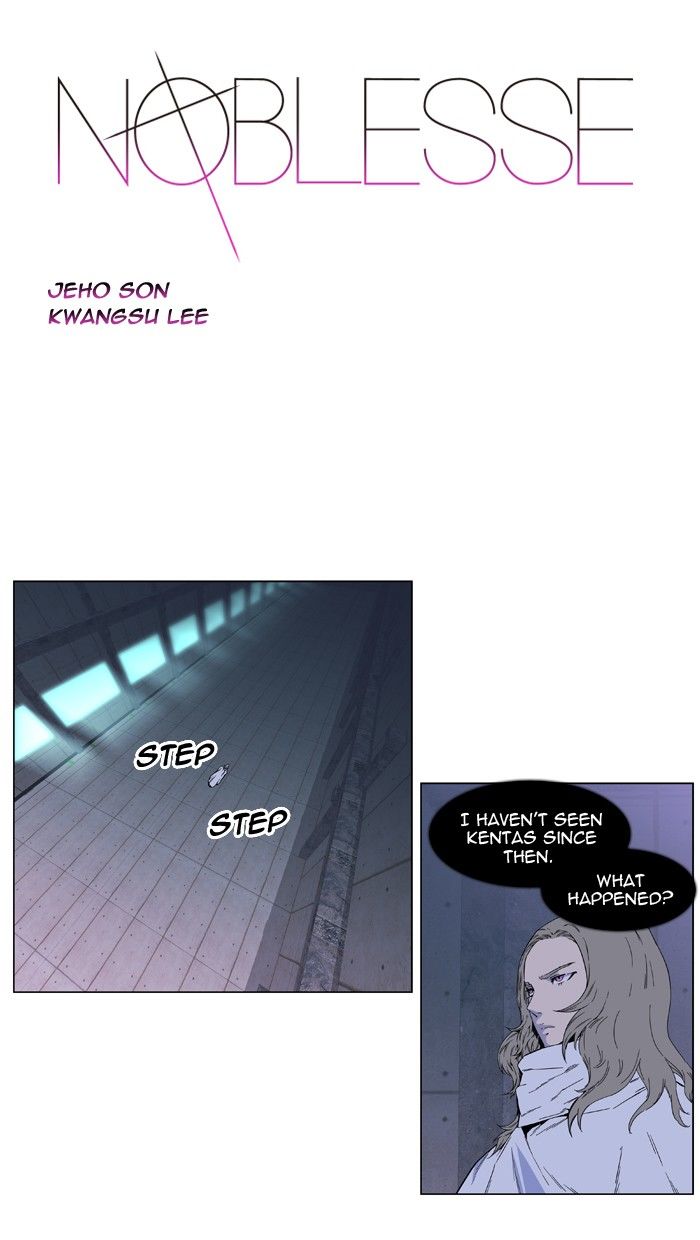 NOBLESSE
JEHO SON
KWANGSU LEE
STEP
STEP
I HAVEN'T SEEN
KENTAS SINCE
THEN.
WHAT
HAPPENED?